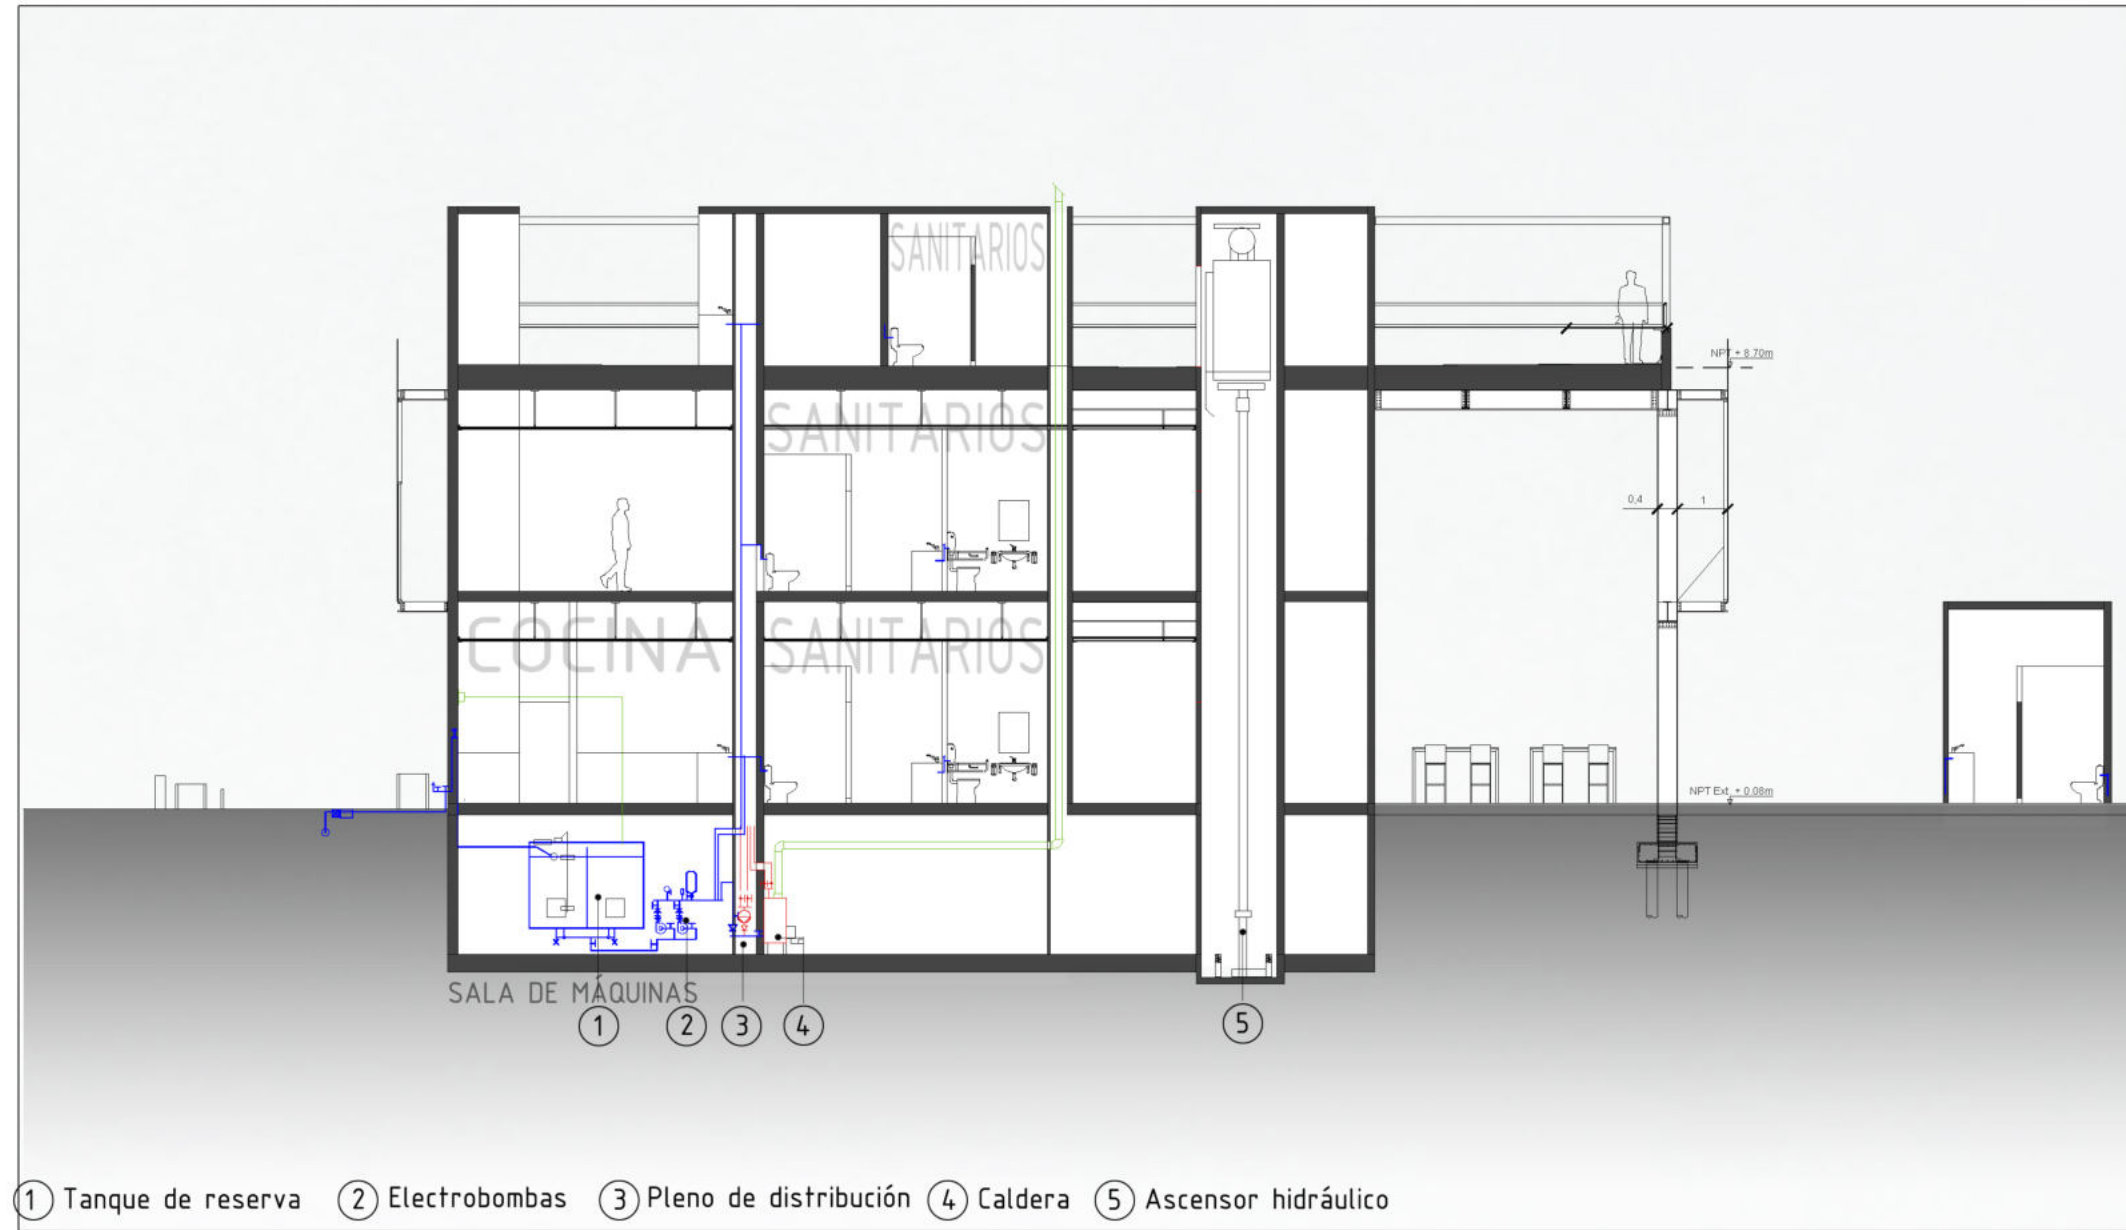 SANITARIOS
2
NPT + 8.70m
SANITARIOS
0,4
1
COCINA
SANITARIOS
NPT Ext. + 0.08m
SALA DE MÁQUINAS
1 2 3 4 5
1 Tanque de reserva 2 Electrobombas 3 Pleno de distribución 4 Caldera 5 Ascensor hidráulico